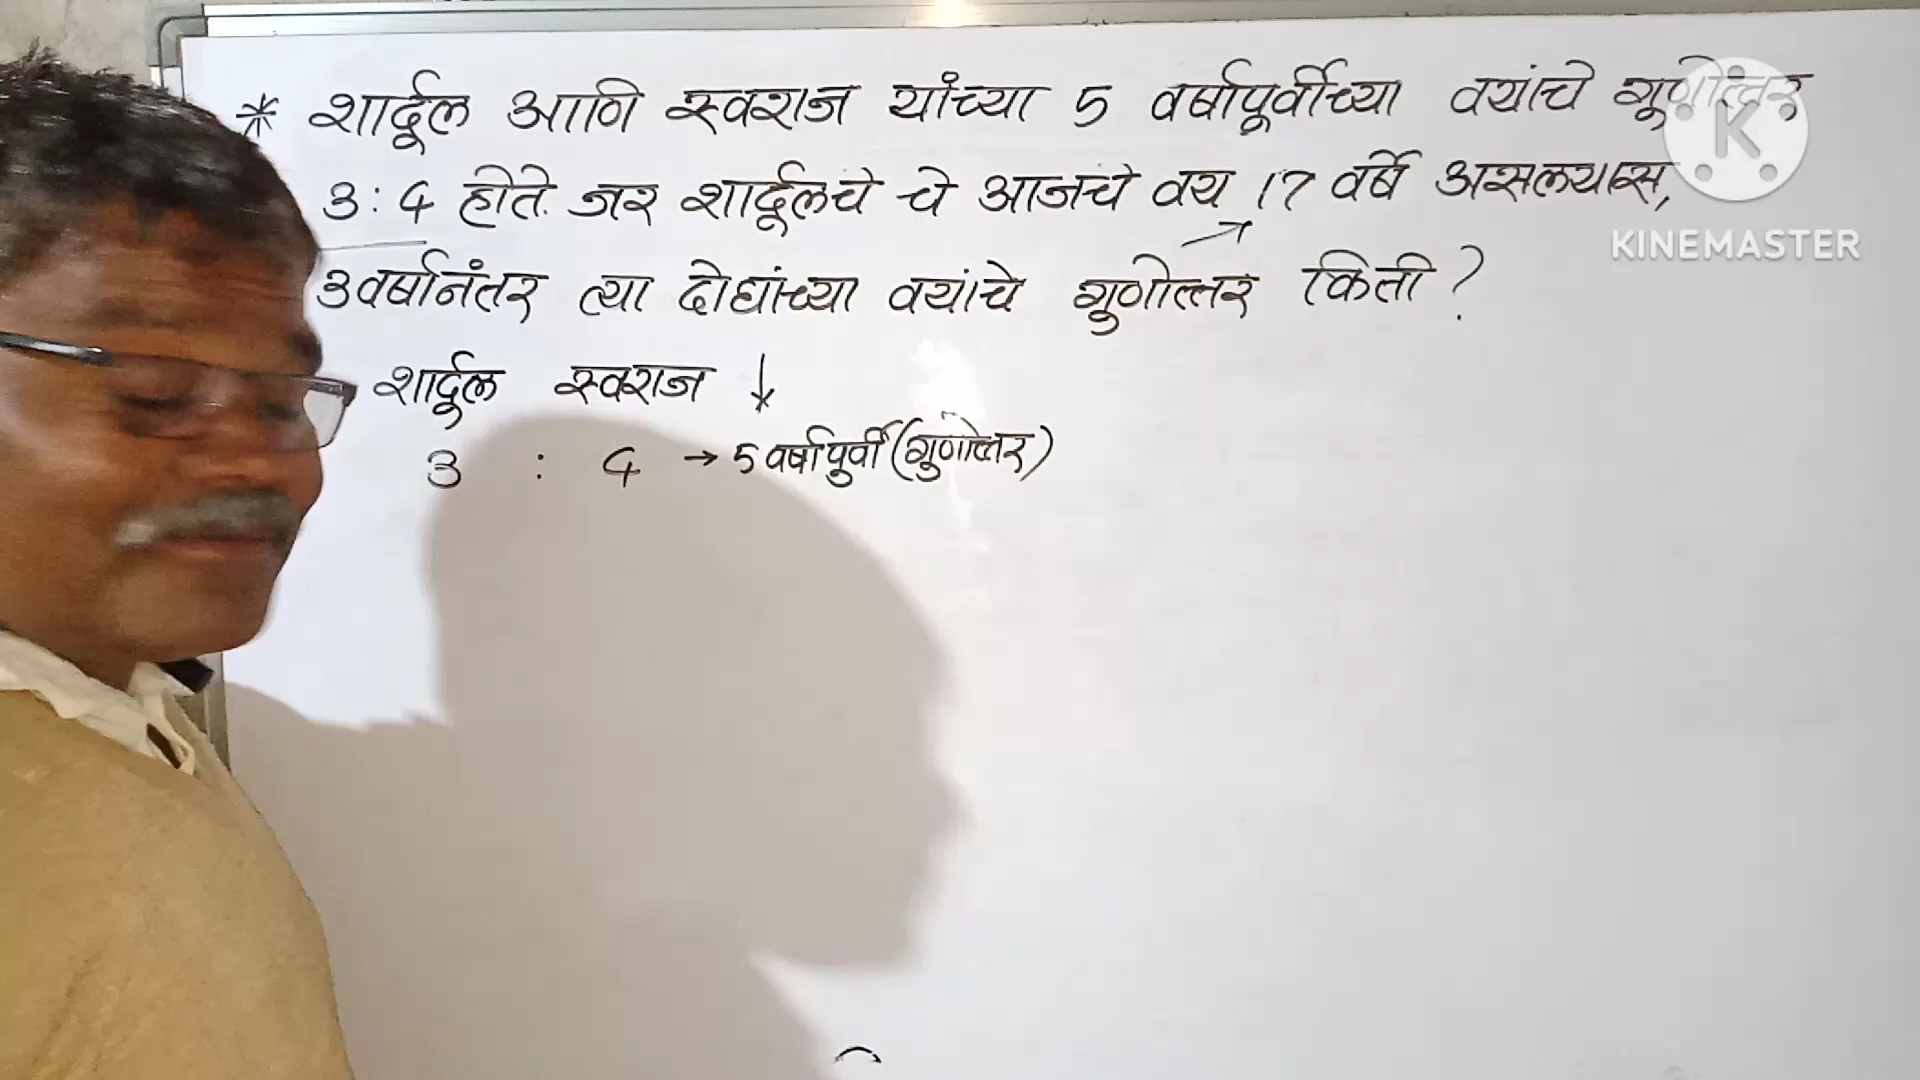 * शार्दूल आणि स्वराज यांच्या 5 वर्षापूर्वीच्या वयांचे गुणोत्तर
3 : 4 होते. जर शार्दूलचे चे आजचे वय 17 वर्षे असल्यास,
3 वर्षानंतर त्या दोघांच्या वयांचे गुणोत्तर किती ?
शार्दूल स्वराज ↓
3 : 4 → 5 वर्षापुर्वी (गुणोत्तर)
K
KINEMASTER